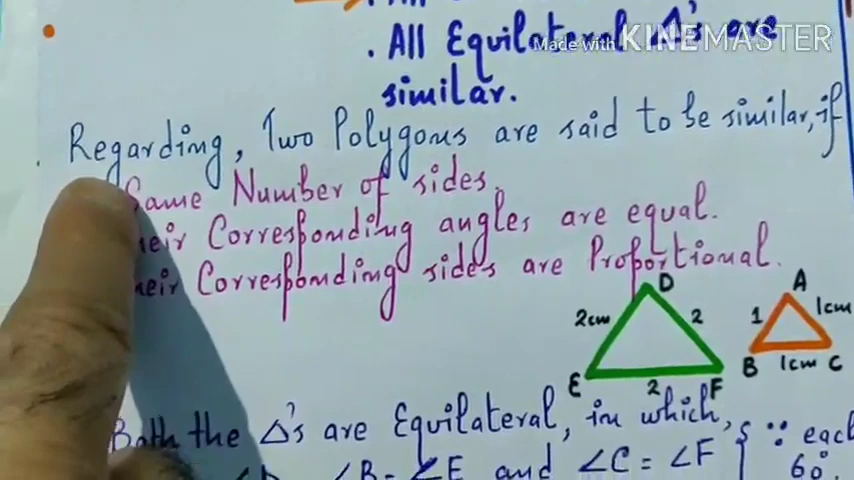 . All Equilateral Δ's are
similar.
Made with KINEMASTER
Regarding, Two Polygons are said to be similar, if
Same Number of sides.
Corresponding angles are equal.
Corresponding sides are Proportional.
D
A
2cm
2
1
1cm
E
2
F
B
1cm
C
Both the Δ's are Equilateral, in which,
∠B = ∠E and ∠C = ∠F
∵ each
60°.